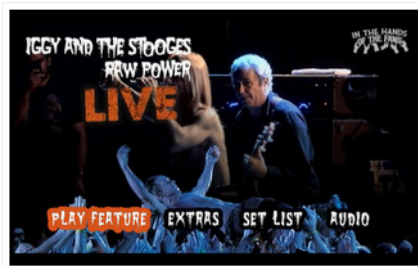 IGGY AND THE STOOGES
RAW POWER
LIVE
IN THE HANDS
OF THE FANS
PLAY FEATURE EXTRAS SET LIST AUDIO